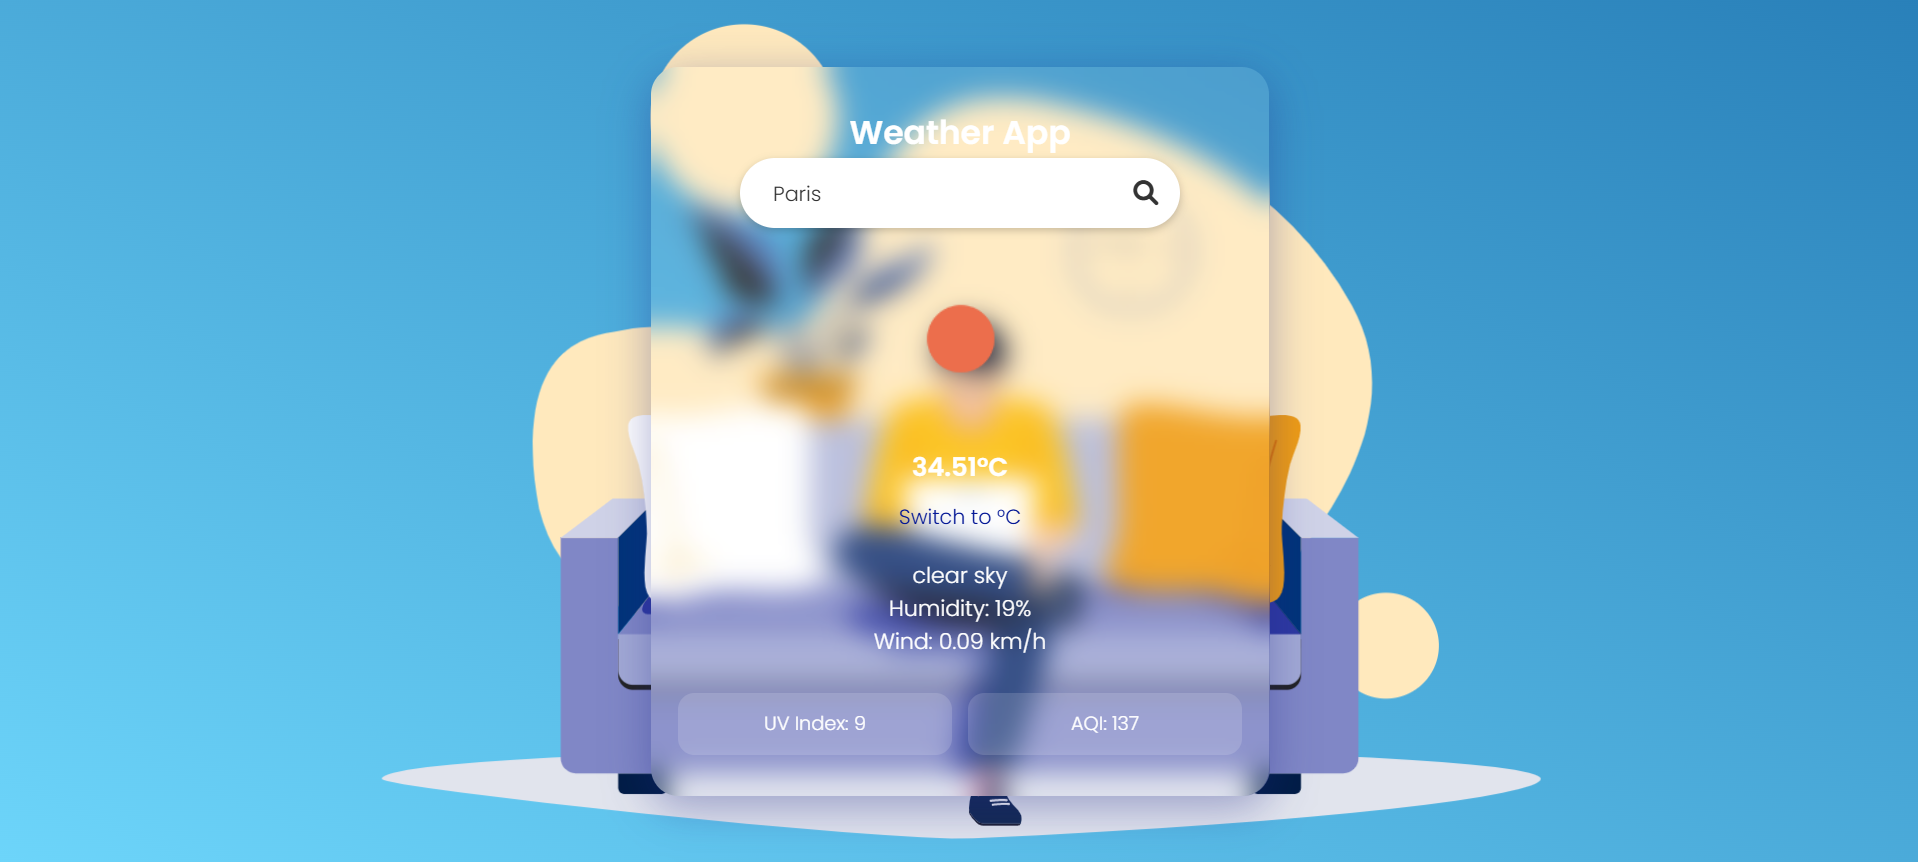 Weather App
Paris
34.51°C
Switch to °C
clear sky
Humidity: 19%
Wind: 0.09 km/h
UV Index: 9
AQI: 137